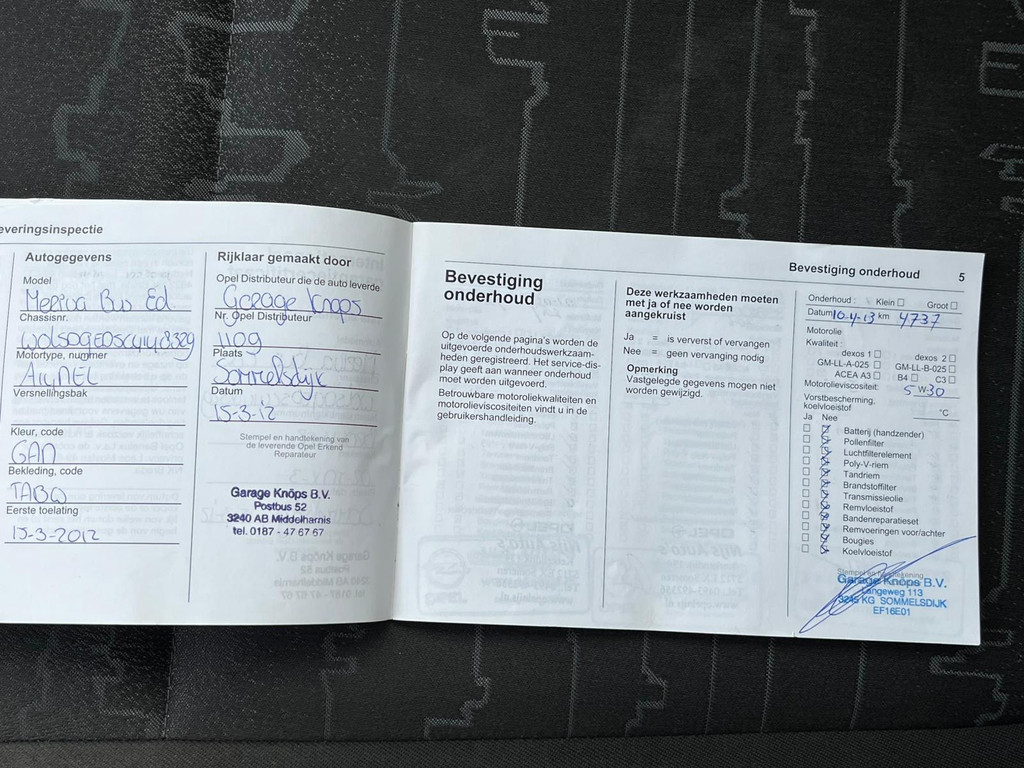 everingsinspectie
Autogegevens
Model
Meriva Bus Ed.
Chassisnr.
Motortype, nummer
Versnellingsbak
Kleur, code
GAN
Bekleding, code
TABQ
Eerste toelating
15-3-2012
Rijklaar gemaakt door
Opel Distributeur die de auto leverde
Garage Knops
Nr. Opel Distributeur
1109
Plaats
Sommelsdijk
Datum
15-3-12
Stempel en handtekening van
de leverende Opel Erkend
Reparateur
Garage Knöps B.V.
Postbus 52
3240 AB Middelharnis
tel. 0187 - 47 67 67
Bevestiging onderhoud 5
Bevestiging
onderhoud
Op de volgende pagina's worden de
uitgevoerde onderhoudswerkzaam-
heden geregistreerd. Het service-dis-
play geeft aan wanneer onderhoud
moet worden uitgevoerd.
Betrouwbare motoroliekwaliteiten en
motorolieviscositeiten vindt u in de
gebruikershandleiding.
Deze werkzaamheden moeten
met ja of nee worden
aangekruist
Ja = is ververst of vervangen
Nee = geen vervanging nodig
Opmerking
Vastgelegde gegevens mogen niet
worden gewijzigd.
Onderhoud : Klein ☐ Groot ☐
Datum 10-4-13 km 4737
Motorolie
Kwaliteit :
dexos 1 ☐ dexos 2 ☐
GM-LL-A-025 ☐ GM-LL-B-025 ☐
ACEA A3 ☐ B4 ☐ C3 ☐
Motorolieviscositeit: 5 W-30
Vorstbescherming,
koelvloeistof °C
Ja Nee
Batterij (handzender)
Pollenfilter
Luchtfilterelement
Poly-V-riem
Tandriem
Brandstoffilter
Transmissieolie
Remvloeistof
Bandenreparatieset
Remvoeringen voor/achter
Bougies
Koelvloeistof
Stempel en handtekening
Garage Knöps B.V.
Langeweg 113
3245 KG SOMMELSDIJK
EF16E01